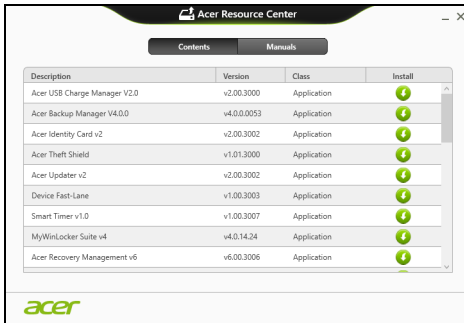 Acer Resource Center
Contents Manuals
Description Version Class Install
Acer USB Charge Manager V2.0 v2.00.3000 Application
Acer Backup Manager V4.0.0 v4.0.0.0053 Application
Acer Identity Card v2 v2.00.3002 Application
Acer Theft Shield v1.01.3000 Application
Acer Updater v2 v2.00.3002 Application
Device Fast-Lane v1.00.3003 Application
Smart Timer v1.0 v1.00.3007 Application
MyWinLocker Suite v4 v4.0.14.24 Application
Acer Recovery Management v6 v6.00.3006 Application
acer